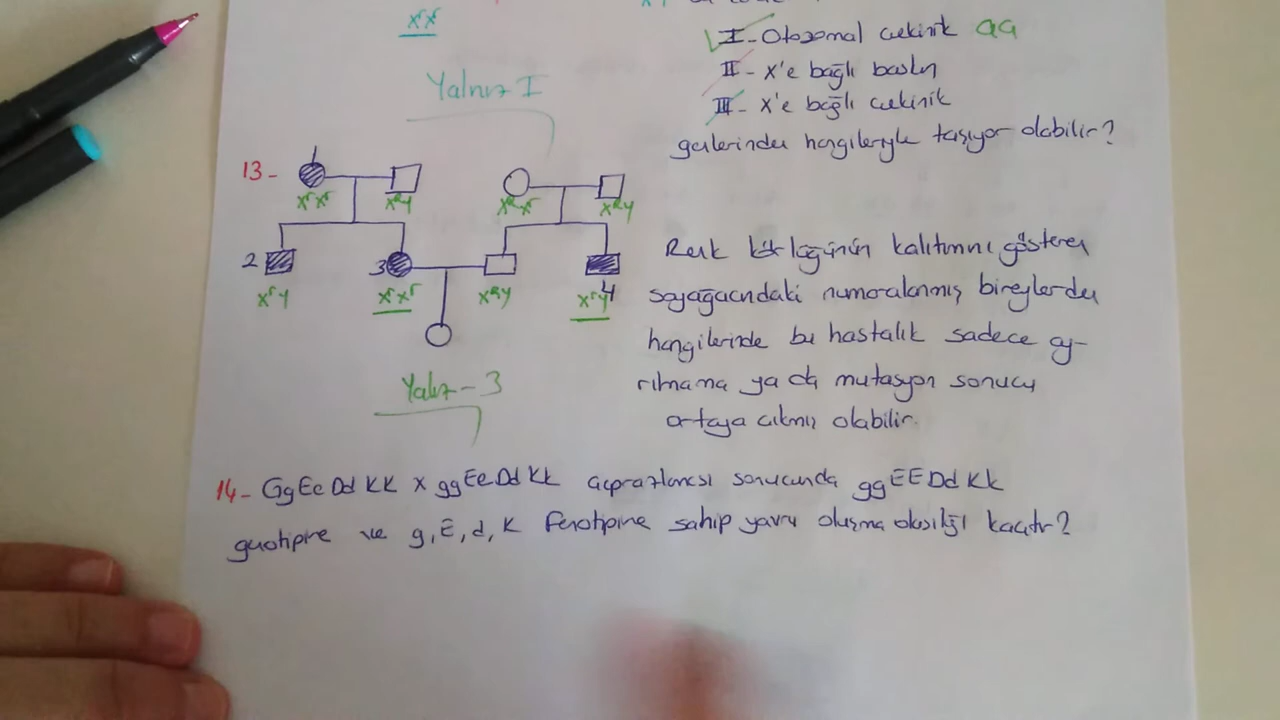 I- Otozomal çekinik aa
II- X'e bağlı baskın
III- X'e bağlı çekinik
genlerinden hangileriyle taşıyor olabilir?
XʳXʳ
Yalnız I
13-
XʳXʳ XᴿY XᴿXʳ XᴿY
2 3 4
XʳY XʳXʳ XᴿY XʳY
Yalnız-3
Renk körlüğünün kalıtımını gösteren
soyağacındaki numaralanmış bireylerden
hangilerinde bu hastalık sadece ay-
rılmama ya da mutasyon sonucu
ortaya çıkmış olabilir.
14- GgEeDdKK x ggEeDdKk çaprazlaması sonucunda ggEEDdKk
genotipine ve g, E, d, K fenotipine sahip yavru oluşma olasılığı kaçtır?